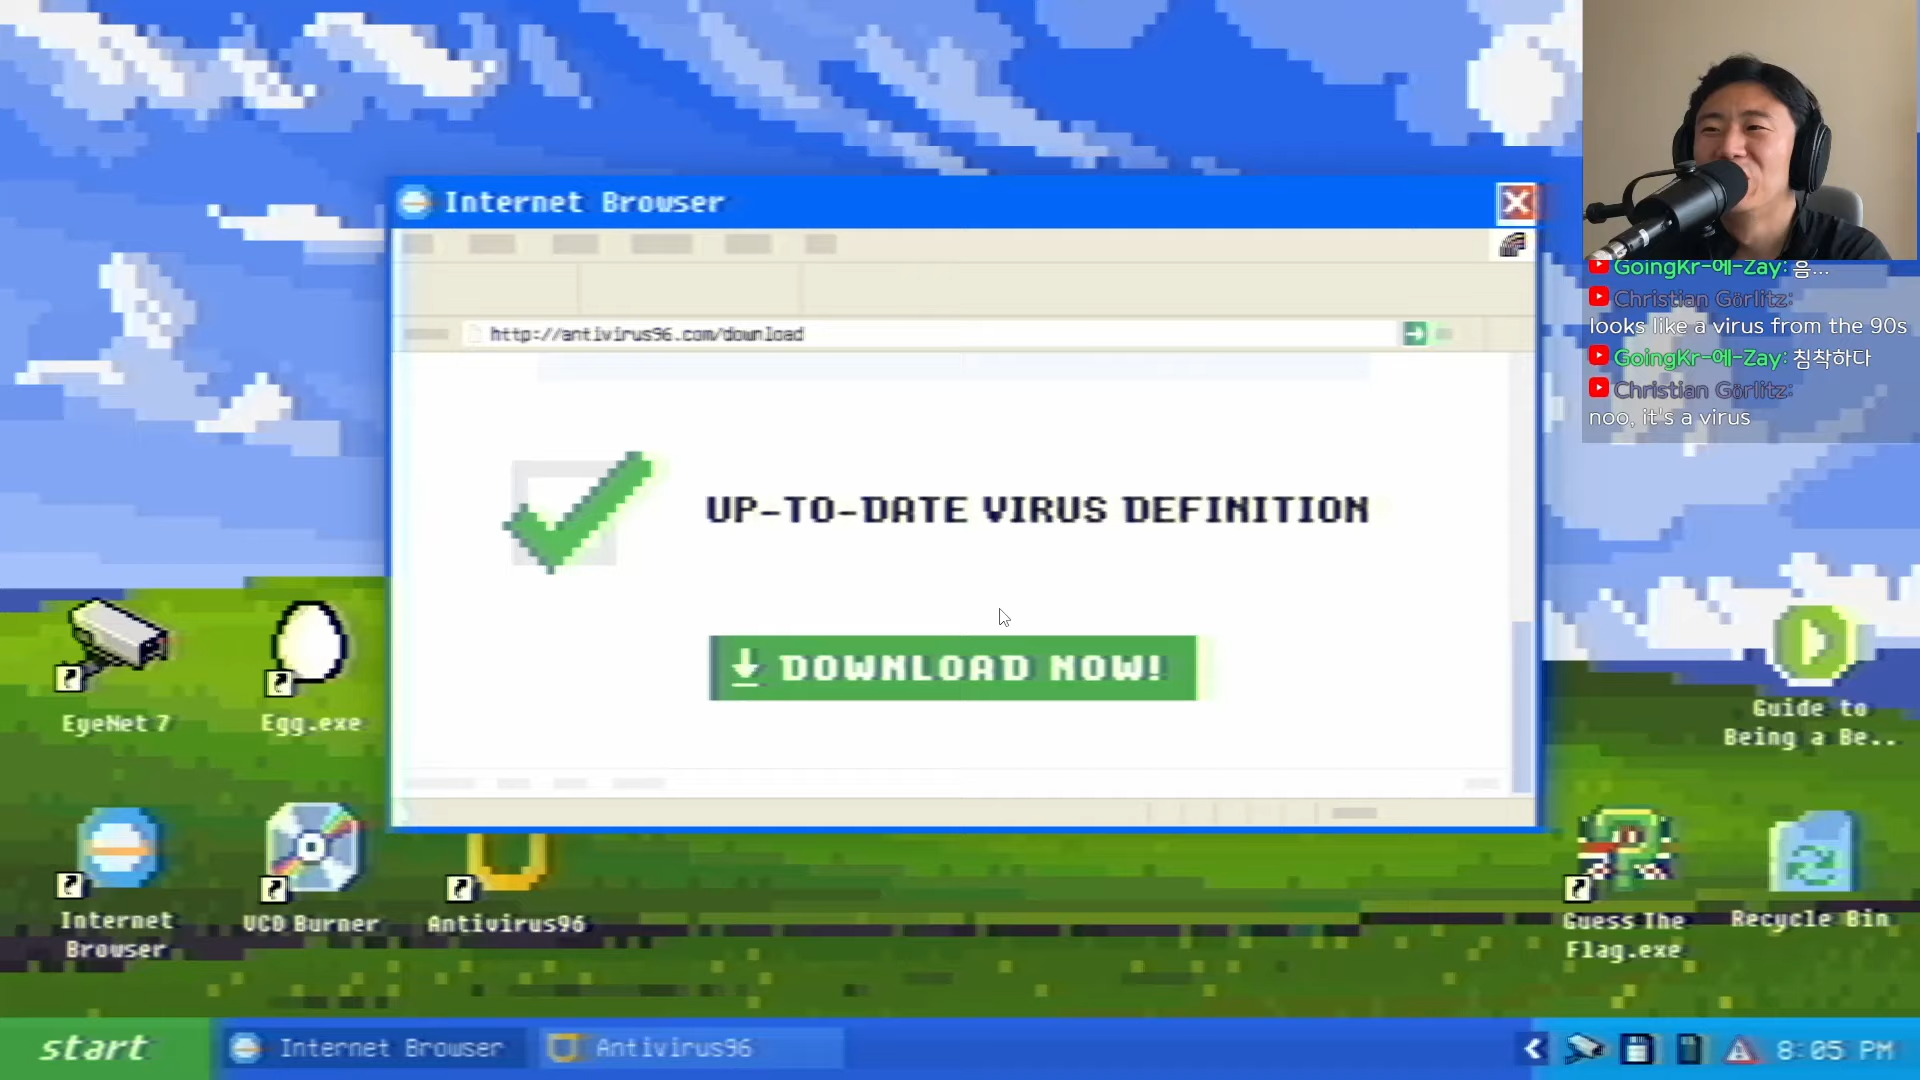 Internet Browser
http://antivirus96.com/download
UP-TO-DATE VIRUS DEFINITION
DOWNLOAD NOW!
GoingKr-에-Zay: 음...
Christian Görlitz:
looks like a virus from the 90s
GoingKr-에-Zay: 침착하다
Christian Görlitz:
noo, it's a virus
EyeNet 7
Egg.exe
Guide to
Being a Be..
Internet
Browser
VCD Burner
Antivirus96
Guess The
Flag.exe
Recycle Bin
start
Internet Browser
Antivirus96
8:05 PM